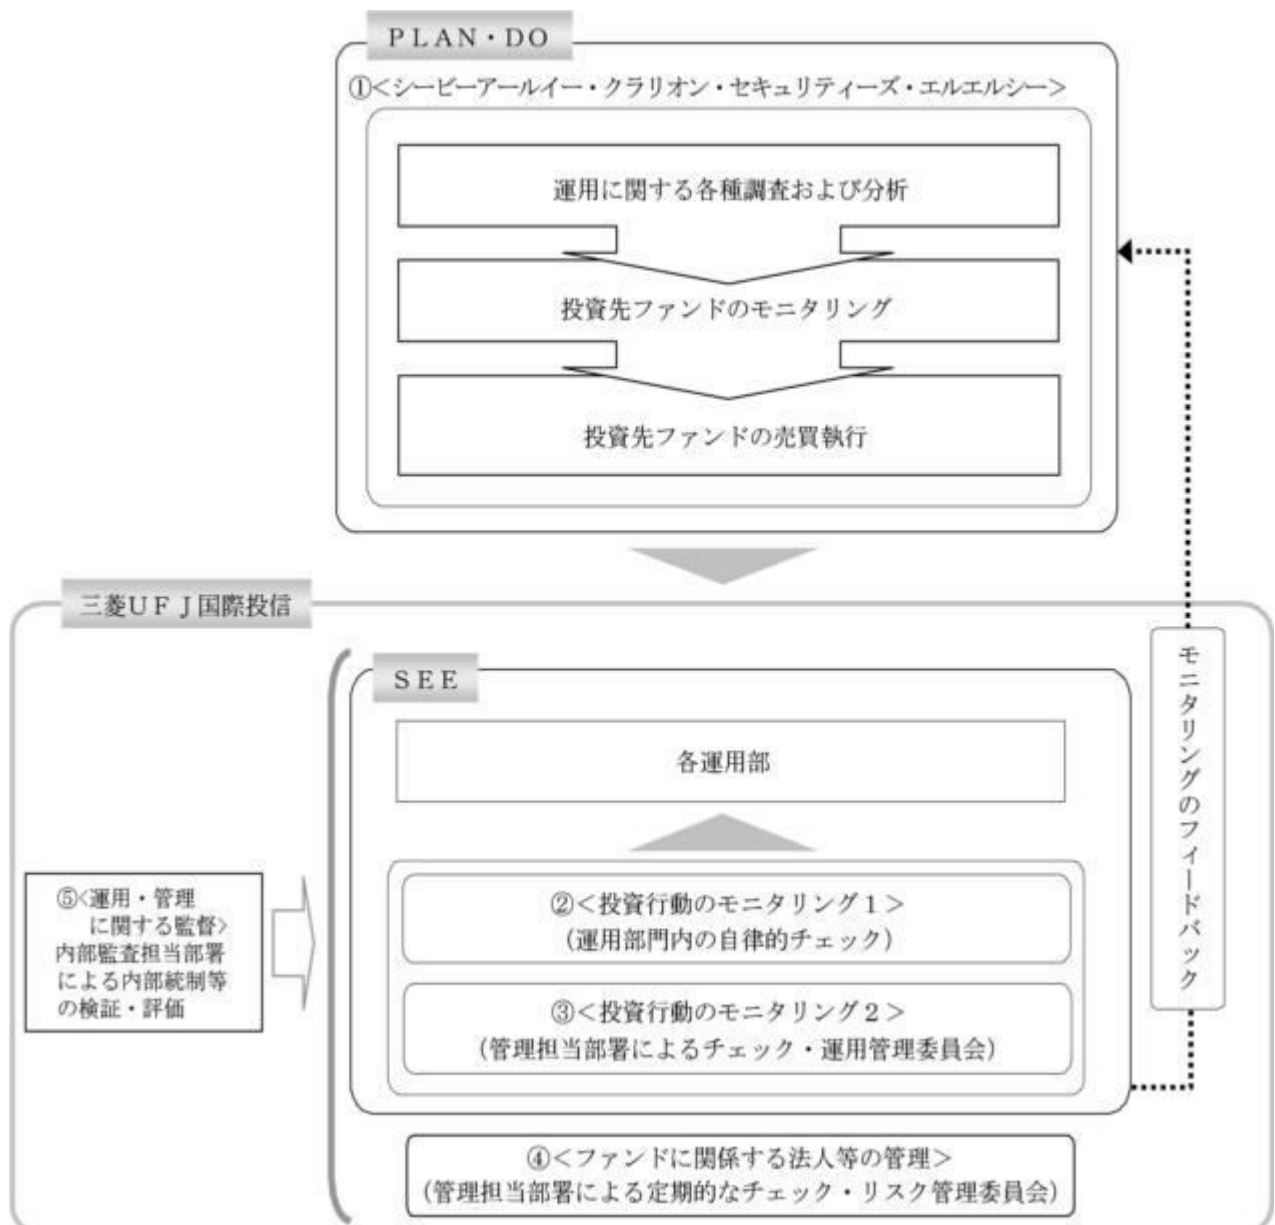 ＰＬＡＮ・ＤＯ
①＜シービーアールイー・クラリオン・セキュリティーズ・エルエルシー＞
運用に関する各種調査および分析
投資先ファンドのモニタリング
投資先ファンドの売買執行
三菱ＵＦＪ国際投信
ＳＥＥ
各運用部
②＜投資行動のモニタリング１＞
（運用部門内の自律的チェック）
③＜投資行動のモニタリング２＞
（管理担当部署によるチェック・運用管理委員会）
④＜ファンドに関係する法人等の管理＞
（管理担当部署による定期的なチェック・リスク管理委員会）
⑤<運用・管理
に関する監督>
内部監査担当部署
による内部統制等
の検証・評価
モニタリングのフィードバック